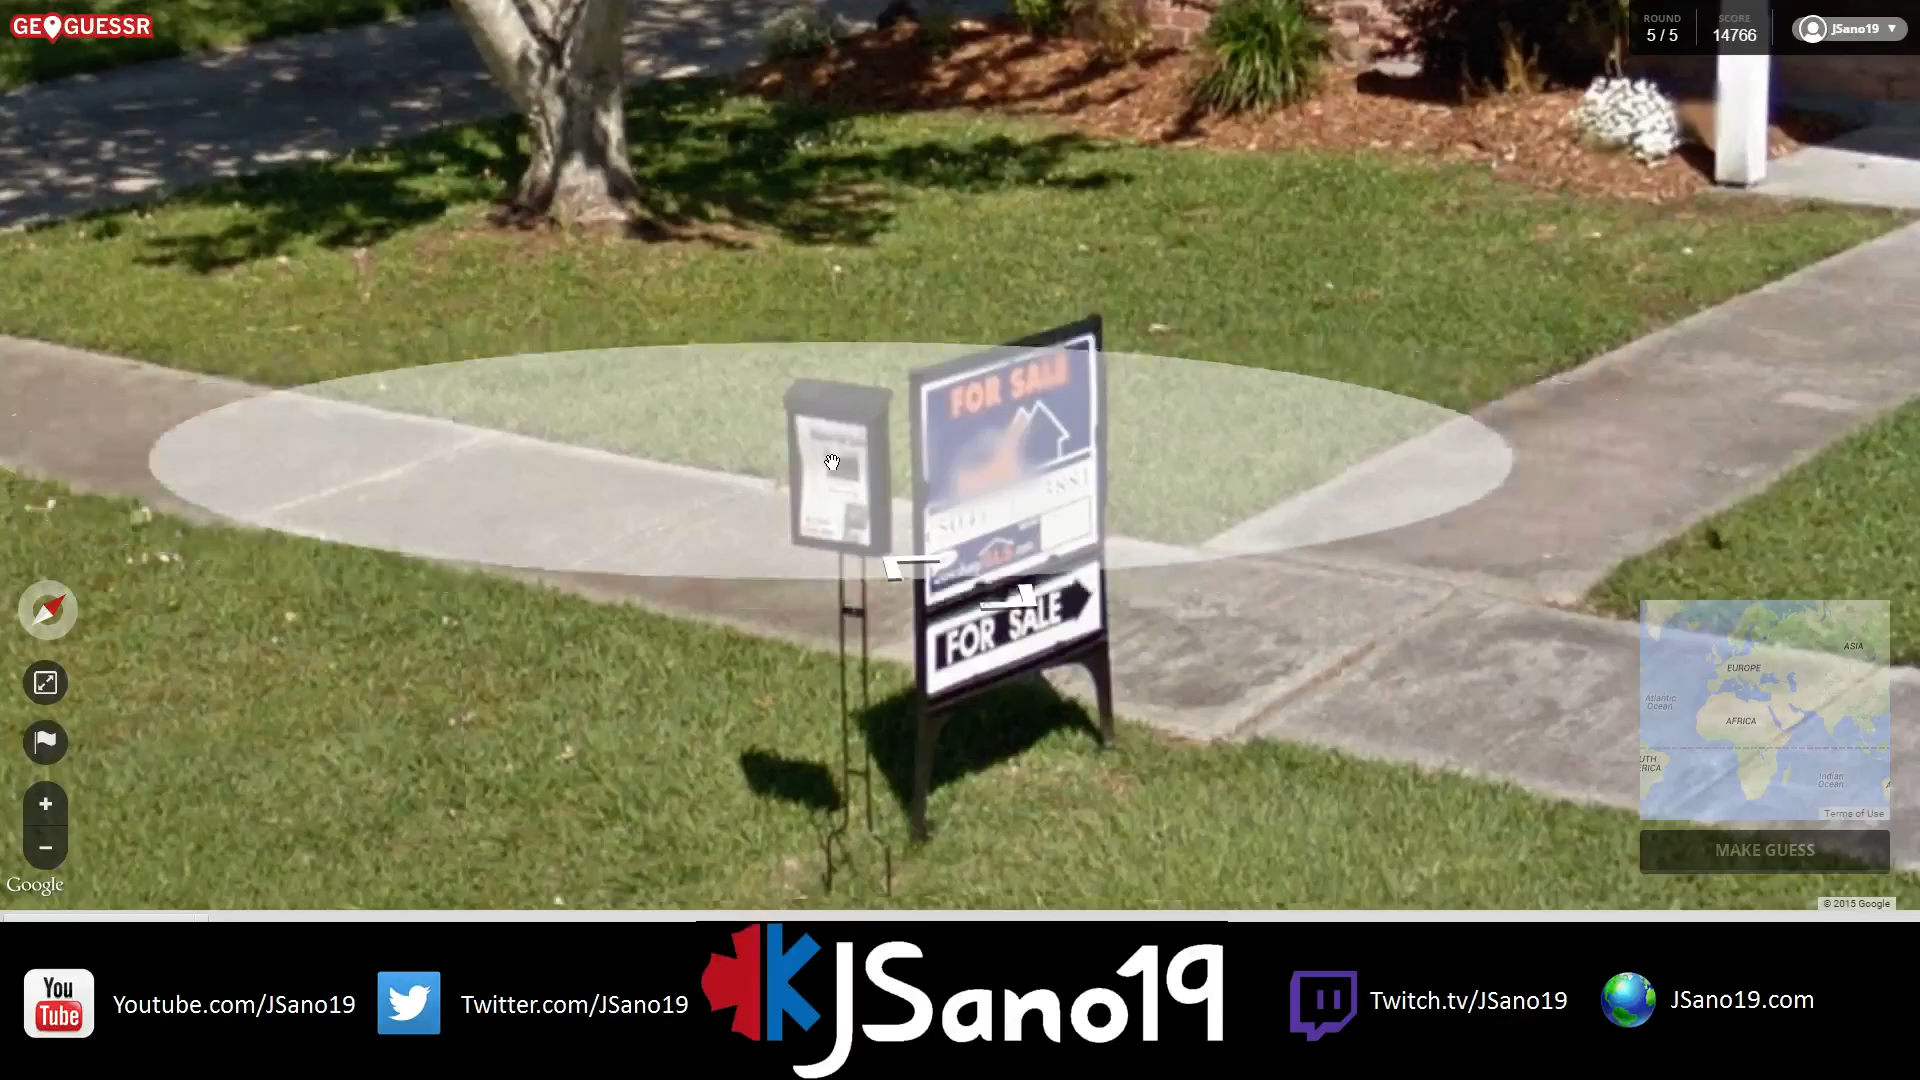 GEOGUESSR
ROUND
5 / 5
SCORE
14766
JSano19
FOR SALE
FOR SALE
EUROPE
ASIA
Atlantic
Ocean
AFRICA
Indian
Ocean
Terms of Use
MAKE GUESS
Google
© 2015 Google
You
Tube
Youtube.com/JSano19
Twitter.com/JSano19
JSano19
Twitch.tv/JSano19
JSano19.com